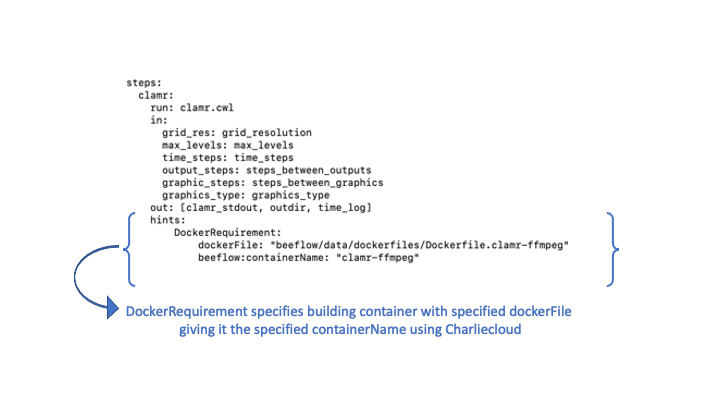 steps:
  clamr:
    run: clamr.cwl
    in:
      grid_res: grid_resolution
      max_levels: max_levels
      time_steps: time_steps
      output_steps: steps_between_outputs
      graphic_steps: steps_between_graphics
      graphics_type: graphics_type
    out: [clamr_stdout, outdir, time_log]
    hints:
        DockerRequirement:
            dockerFile: "beeflow/data/dockerfiles/Dockerfile.clamr-ffmpeg"
            beeflow:containerName: "clamr-ffmpeg"
DockerRequirement specifies building container with specified dockerFile
giving it the specified containerName using Charliecloud